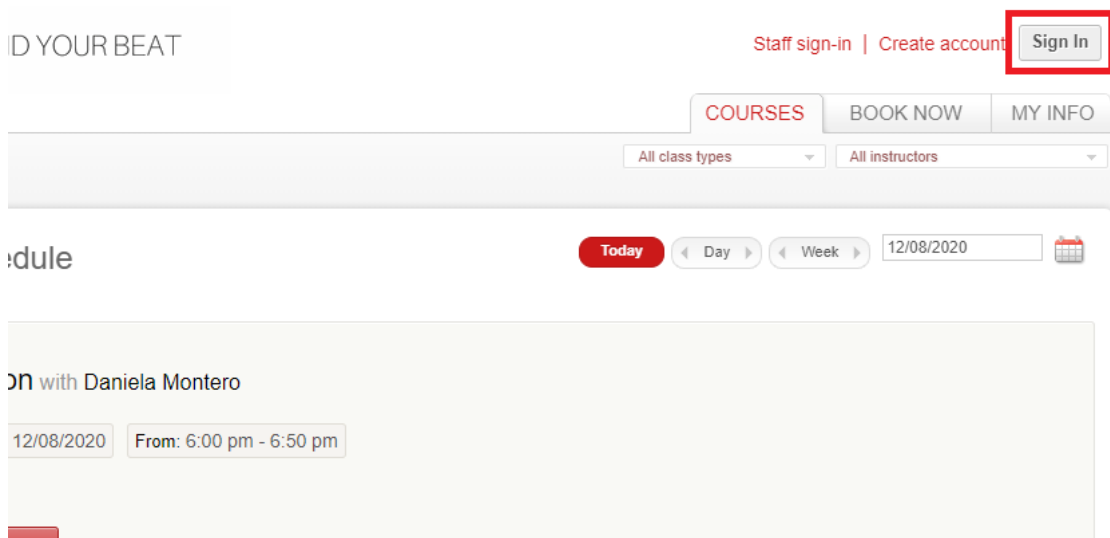 D YOUR BEAT
Staff sign-in | Create account Sign In
COURSES BOOK NOW MY INFO
All class types All instructors
edule
Today Day Week 12/08/2020
on with Daniela Montero
12/08/2020 From: 6:00 pm - 6:50 pm